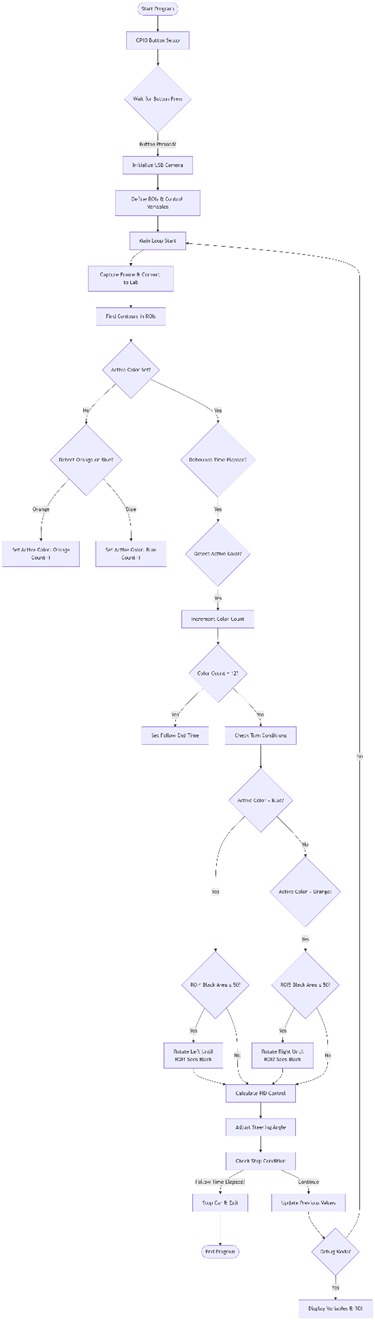 Start Program
GPIO Button Setup
Wait for Button Press
Button Pressed?
Initialize USB Camera
Define ROIs & Control
Variables
Main Loop Start
Capture Frame & Convert
to Lab
Find Contours in ROIs
Active Color Set?
No
Yes
Detect Orange or Blue?
Debounce Time Elapsed?
Orange
Blue
Yes
Set Active Color: Orange
Count: 1
Set Active Color: Blue
Count: 1
Detect Active Color?
Yes
Increment Color Count
Color Count = 12?
Yes
No
Set Follow End Time
Check Turn Conditions
Active Color = Blue?
No
Yes
Active Color = Orange?
Yes
Black Area ≤ 50?
ROI5 Black Area ≤ 50?
Yes
Yes
Rotate Left Until
ROI1 Sees Black
No
Rotate Right Until
ROI2 Sees Black
No
Calculate PID Control
Adjust Steering Angle
Check Stop Condition
Follow Time Elapsed?
Continue
Stop Car & Exit
Update Previous Values
End Program
Debug Mode?
No
Yes
Display Variables & ROI